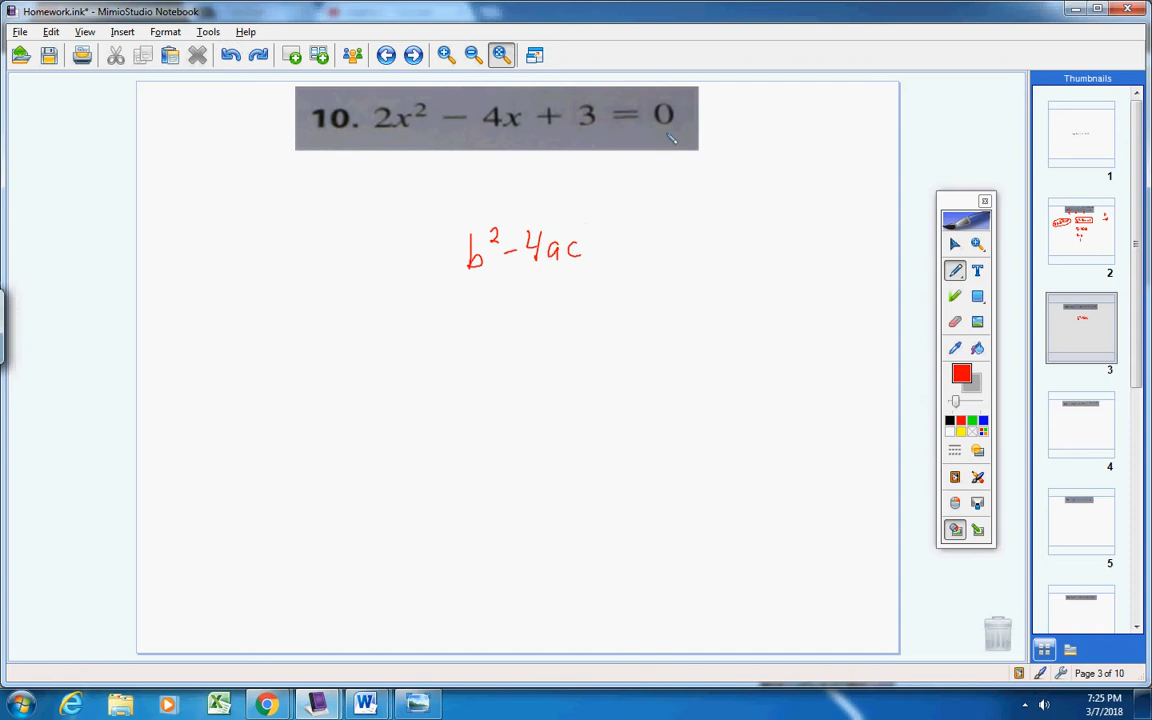 Homework.ink* - MimioStudio Notebook
File Edit View Insert Format Tools Help
10. 2x² − 4x + 3 = 0
b² - 4ac
Thumbnails
1
2
3
4
5
Page 3 of 10
7:25 PM
3/7/2018